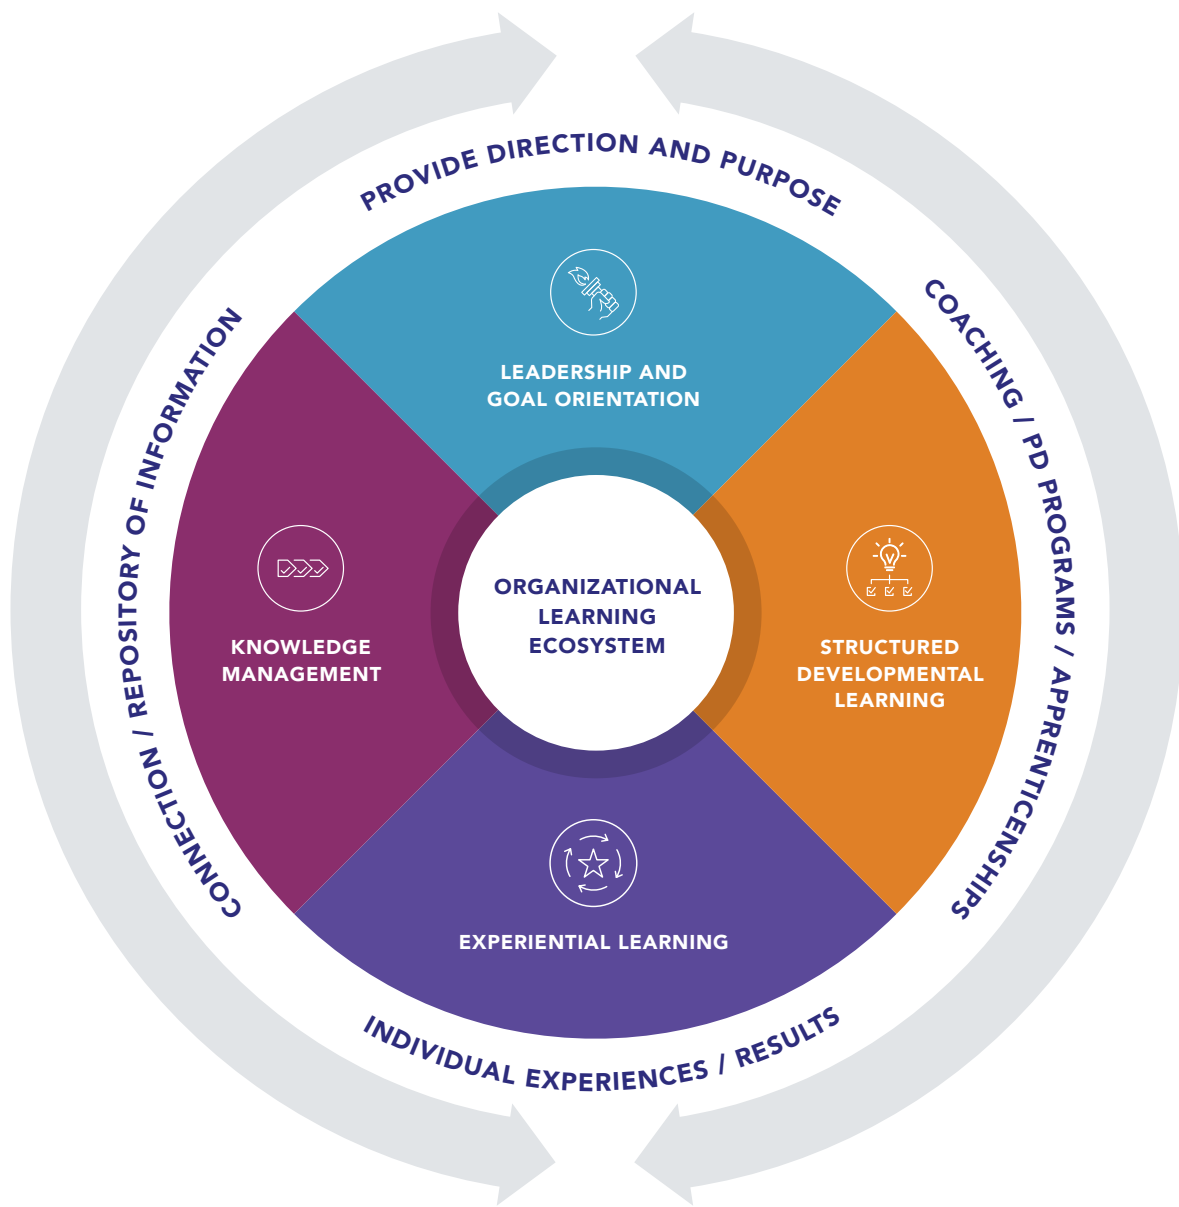 PROVIDE DIRECTION AND PURPOSE
LEADERSHIP AND
GOAL ORIENTATION
COACHING / PD PROGRAMS / APPRENTICENSHIPS
STRUCTURED
DEVELOPMENTAL
LEARNING
ORGANIZATIONAL
LEARNING
ECOSYSTEM
CONNECTION / REPOSITORY OF INFORMATION
KNOWLEDGE
MANAGEMENT
EXPERIENTIAL LEARNING
INDIVIDUAL EXPERIENCES / RESULTS